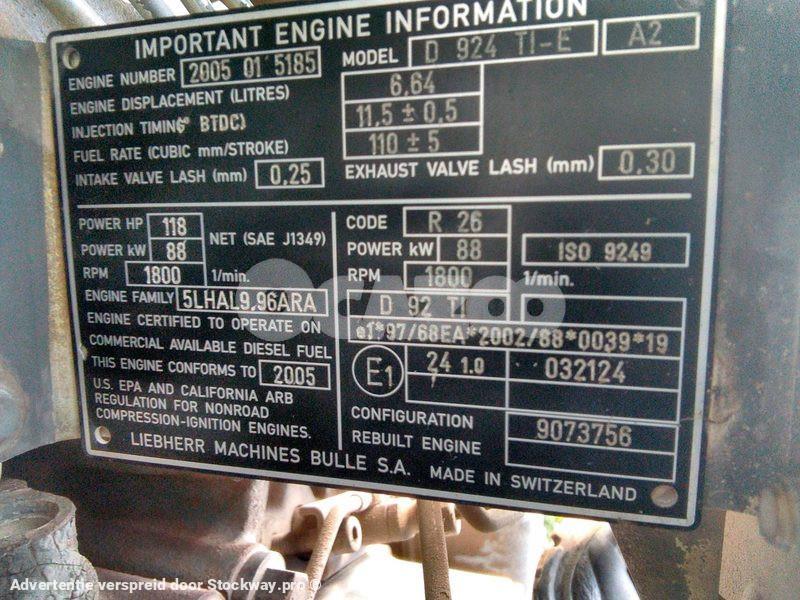 IMPORTANT ENGINE INFORMATION
ENGINE NUMBER 2005 01 5185 MODEL D 924 TI-E A2
ENGINE DISPLACEMENT (LITRES) 6,64
INJECTION TIMING° BTDC) 11,5 ± 0,5
FUEL RATE (CUBIC mm/STROKE) 110 ± 5
INTAKE VALVE LASH (mm) 0,25 EXHAUST VALVE LASH (mm) 0,30
POWER HP 118
POWER kW 88 NET (SAE J1349)
RPM 1800 1/min.
ENGINE FAMILY 5LHAL9.96ARA
ENGINE CERTIFIED TO OPERATE ON
COMMERCIAL AVAILABLE DIESEL FUEL
THIS ENGINE CONFORMS TO 2005
U.S. EPA AND CALIFORNIA ARB
REGULATION FOR NONROAD
COMPRESSION-IGNITION ENGINES.
CODE R 26
POWER kW 88 ISO 9249
RPM 1800 1/min.
D 92 TI
e1*97/68EA*2002/88*0039*19
E1 24 1.0 032124
CONFIGURATION 9073756
REBUILT ENGINE
LIEBHERR MACHINES BULLE S.A. MADE IN SWITZERLAND
Advertentie verspreid door Stockway.pro ©